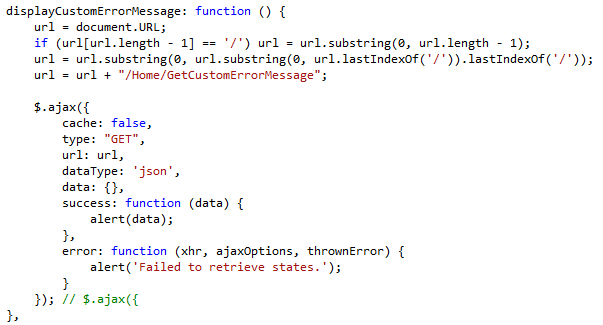 displayCustomErrorMessage: function () {
    url = document.URL;
    if (url[url.length - 1] == '/') url = url.substring(0, url.length - 1);
    url = url.substring(0, url.substring(0, url.lastIndexOf('/')).lastIndexOf('/'));
    url = url + "/Home/GetCustomErrorMessage";

    $.ajax({
        cache: false,
        type: "GET",
        url: url,
        dataType: 'json',
        data: {},
        success: function (data) {
            alert(data);
        },
        error: function (xhr, ajaxOptions, thrownError) {
            alert('Failed to retrieve states.');
        }
    }); // $.ajax({
},